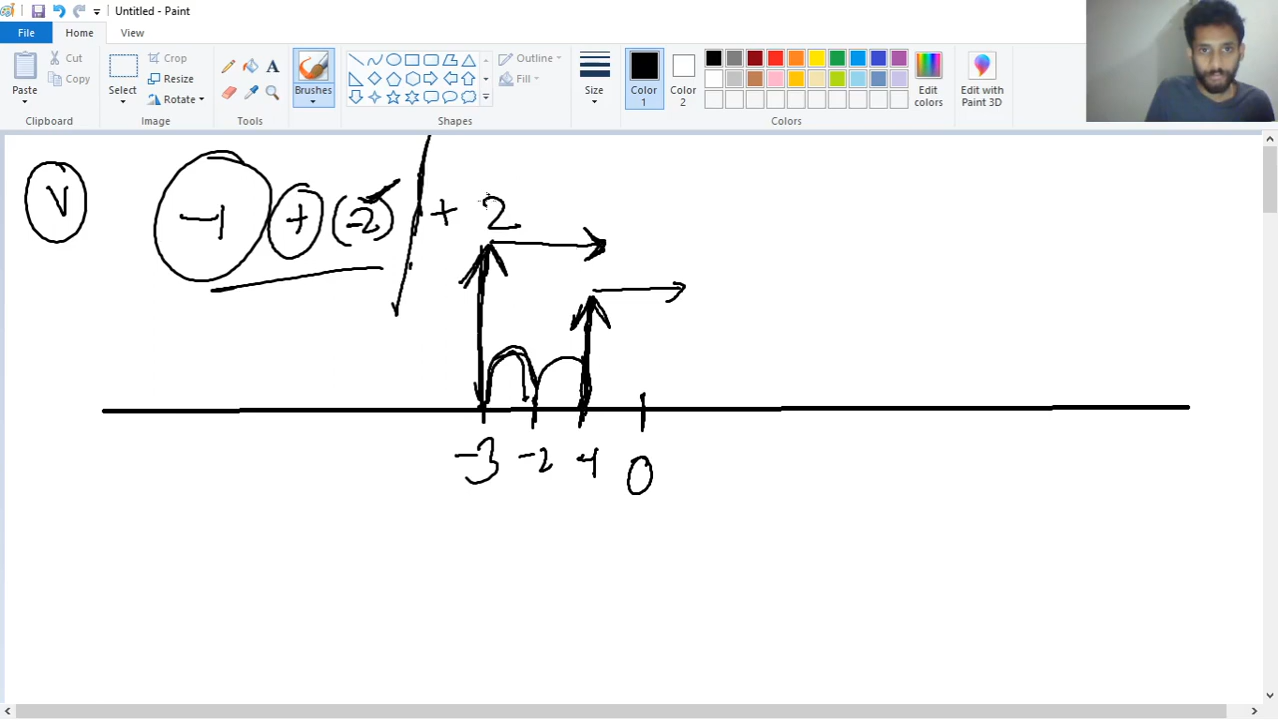 Untitled - Paint
File Home View
Paste Cut Copy Clipboard
Select Crop Resize Rotate Image
Tools
Brushes
Shapes Outline Fill
Size
Color 1 Color 2 Colors
Edit colors
Edit with Paint 3D
V -1 + (-2) + 2
-3 -2 -1 0